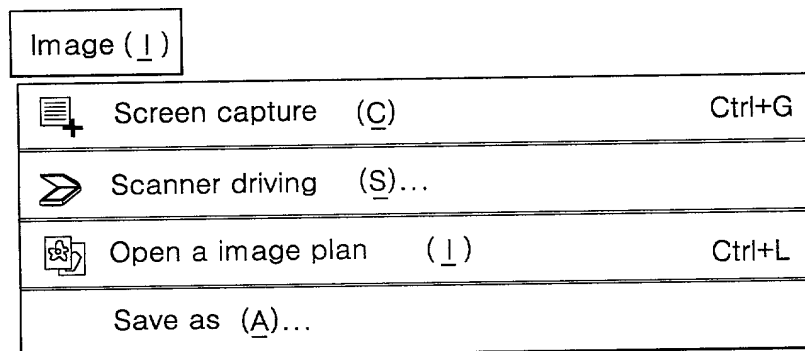 Image ( I )
Screen capture (C) Ctrl+G
Scanner driving (S)...
Open a image plan ( I ) Ctrl+L
Save as (A)...